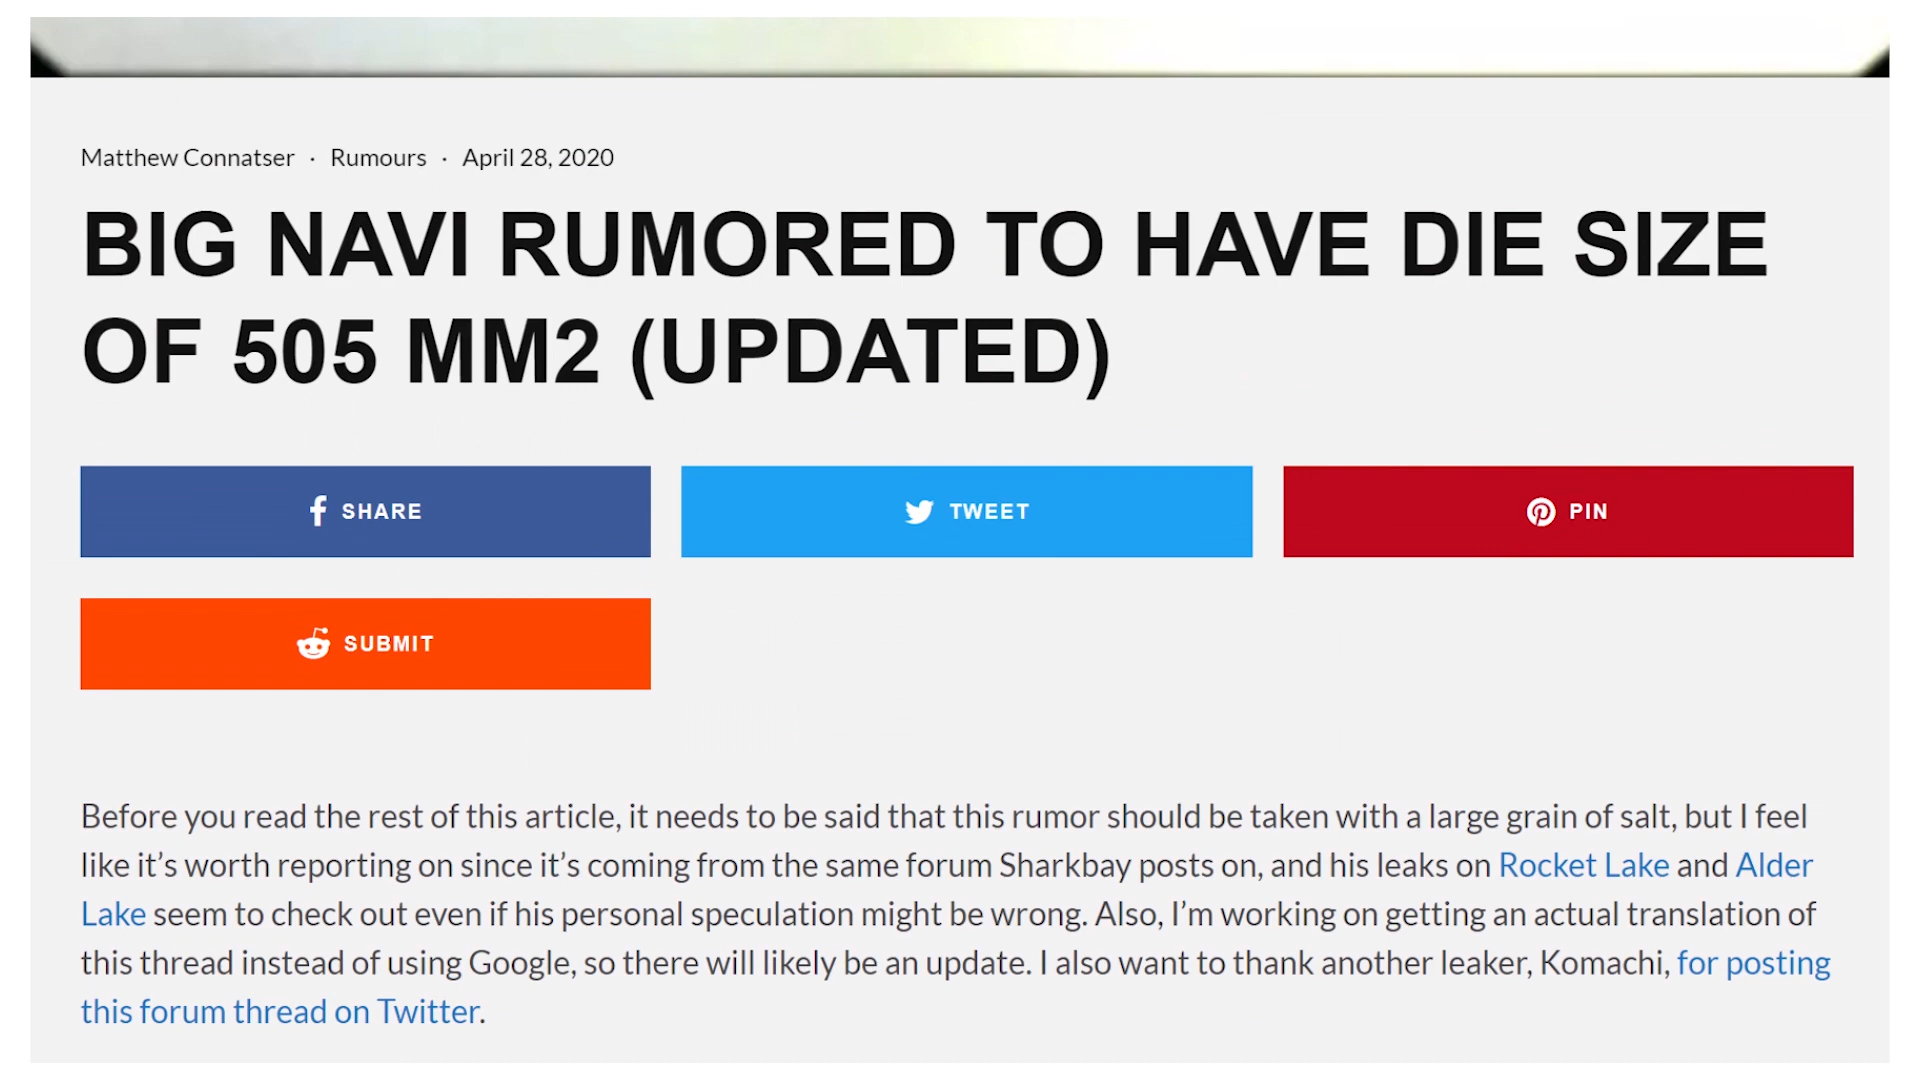 Matthew Connatser · Rumours · April 28, 2020
BIG NAVI RUMORED TO HAVE DIE SIZE
OF 505 MM2 (UPDATED)
SHARE
TWEET
PIN
SUBMIT
Before you read the rest of this article, it needs to be said that this rumor should be taken with a large grain of salt, but I feel
like it’s worth reporting on since it’s coming from the same forum Sharkbay posts on, and his leaks on Rocket Lake and Alder
Lake seem to check out even if his personal speculation might be wrong. Also, I’m working on getting an actual translation of
this thread instead of using Google, so there will likely be an update. I also want to thank another leaker, Komachi, for posting
this forum thread on Twitter.